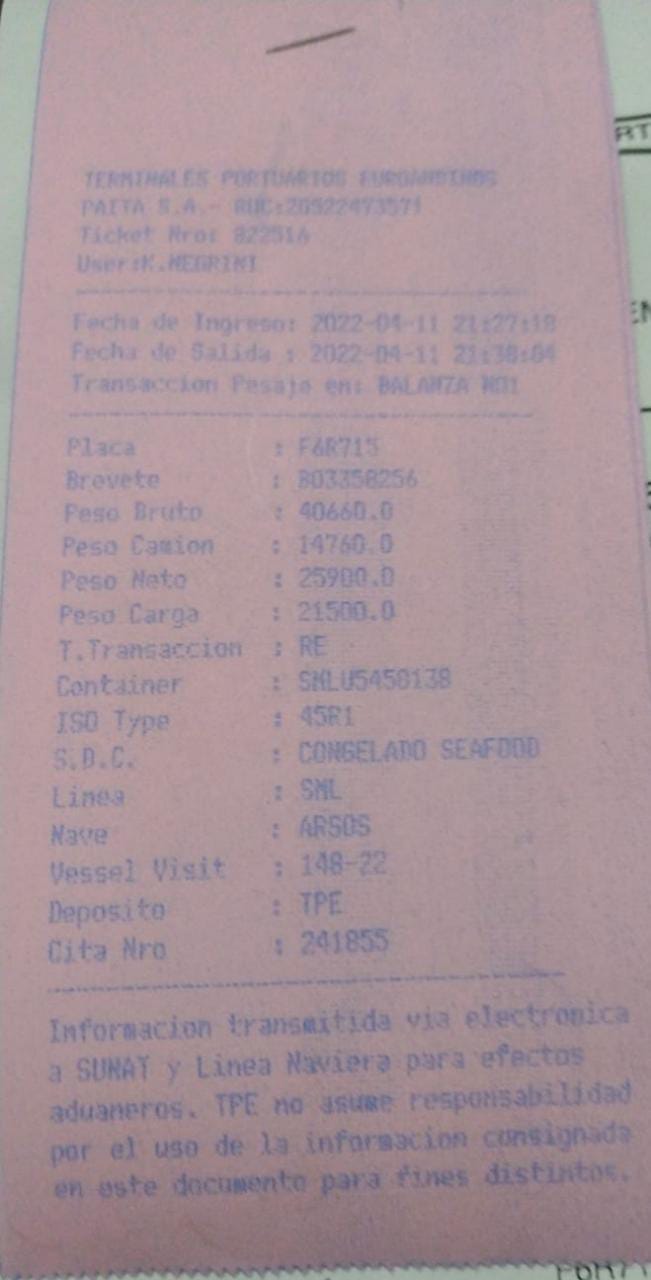 TERMINALES PORTUARIOS EUROANDINOS
PAITA S.A.- RUC:20522473571
Ticket Nro: 822516
User:K.NEGRINI
Fecha de Ingreso: 2022-04-11 21:27:18
Fecha de Salida : 2022-04-11 21:38:04
Transaccion Pesaje en: BALANZA NO1
Placa : F6R715
Brevete : B03358256
Peso Bruto : 40660.0
Peso Camion : 14760.0
Peso Neto : 25900.0
Peso Carga : 21500.0
T.Transaccion : RE
Container : SMLU5450138
ISO Type : 45R1
S.D.C. : CONGELADO SEAFOOD
Linea : SML
Nave : ARSOS
Vessel Visit : 148-22
Deposito : TPE
Cita Nro : 241855
Informacion transmitida via electronica
a SUNAT y Linea Naviera para efectos
aduaneros. TPE no asume responsabilidad
por el uso de la informacion consignada
en este documento para fines distintos.